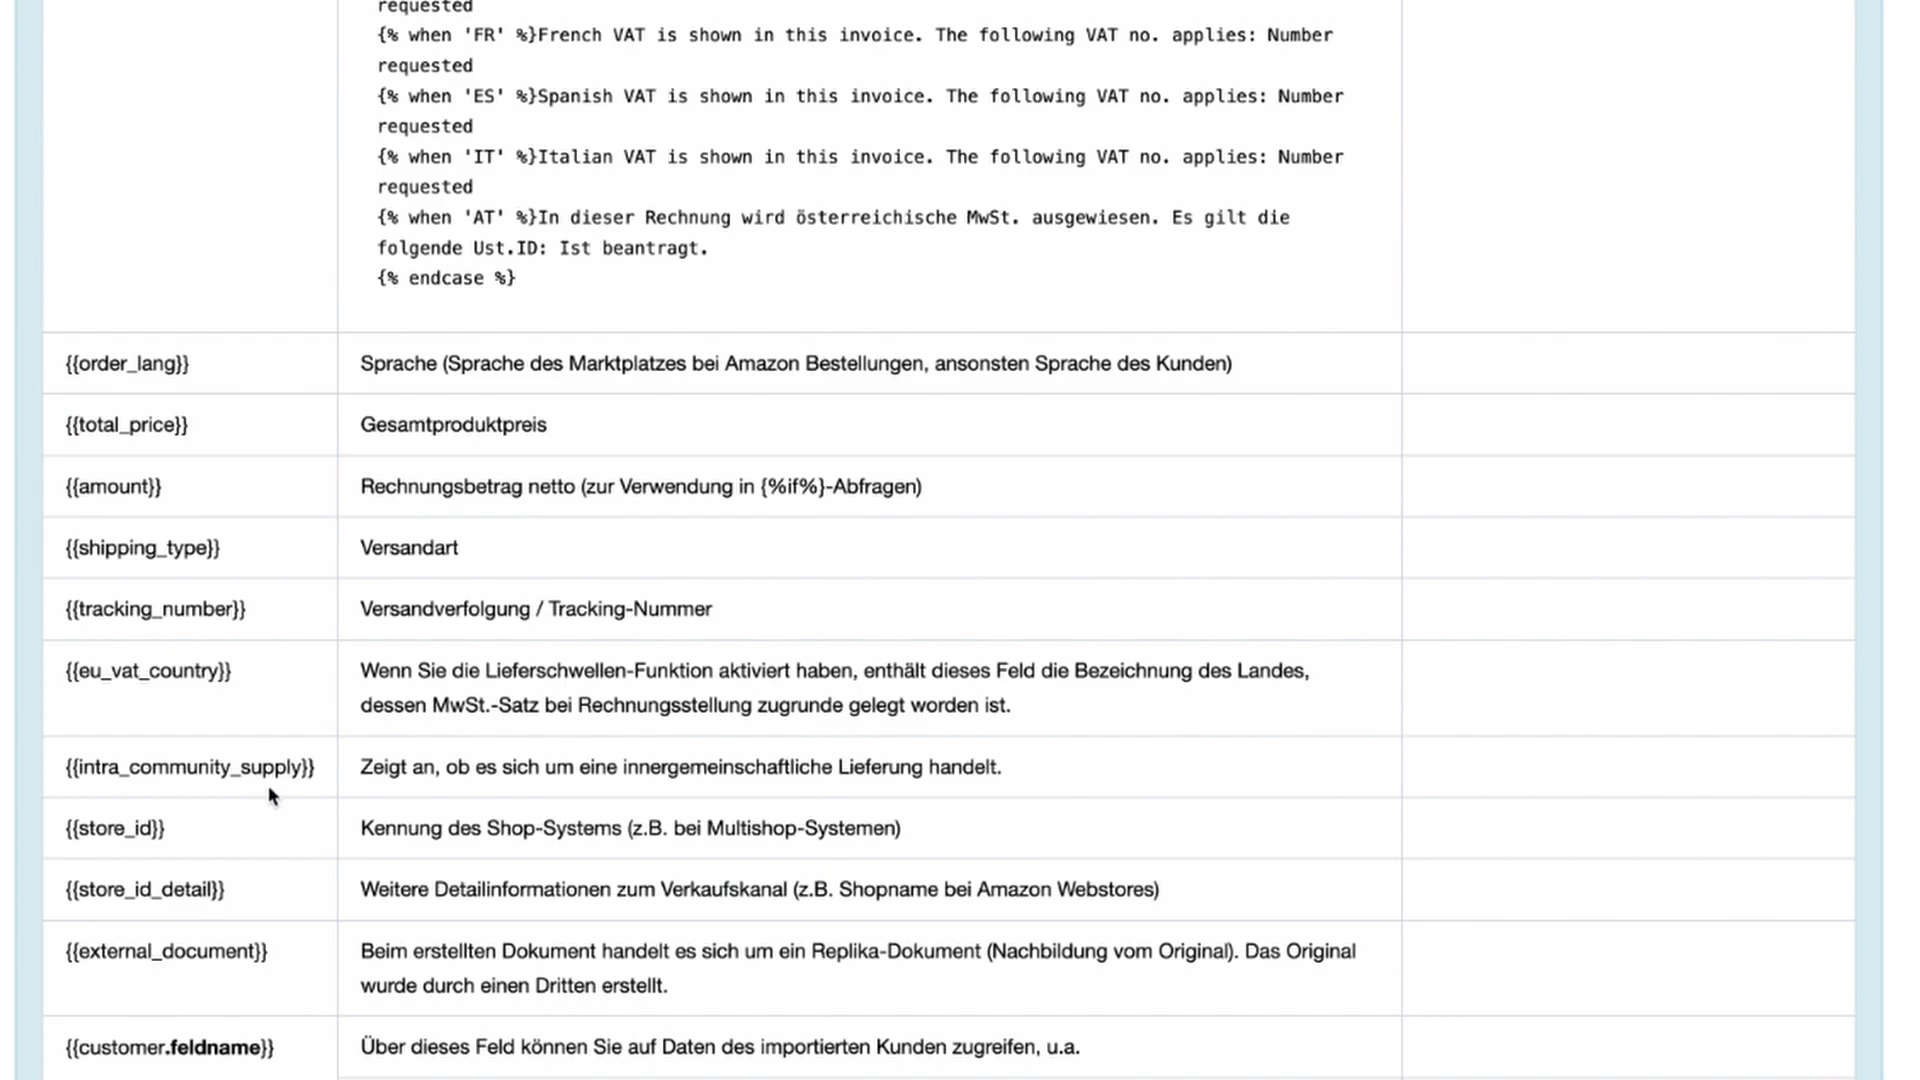 requested
{% when 'FR' %}French VAT is shown in this invoice. The following VAT no. applies: Number
requested
{% when 'ES' %}Spanish VAT is shown in this invoice. The following VAT no. applies: Number
requested
{% when 'IT' %}Italian VAT is shown in this invoice. The following VAT no. applies: Number
requested
{% when 'AT' %}In dieser Rechnung wird österreichische MwSt. ausgewiesen. Es gilt die
folgende Ust.ID: Ist beantragt.
{% endcase %}
{{order_lang}} Sprache (Sprache des Marktplatzes bei Amazon Bestellungen, ansonsten Sprache des Kunden)
{{total_price}} Gesamtproduktpreis
{{amount}} Rechnungsbetrag netto (zur Verwendung in {%if%}-Abfragen)
{{shipping_type}} Versandart
{{tracking_number}} Versandverfolgung / Tracking-Nummer
{{eu_vat_country}} Wenn Sie die Lieferschwellen-Funktion aktiviert haben, enthält dieses Feld die Bezeichnung des Landes,
dessen MwSt.-Satz bei Rechnungsstellung zugrunde gelegt worden ist.
{{intra_community_supply}} Zeigt an, ob es sich um eine innergemeinschaftliche Lieferung handelt.
{{store_id}} Kennung des Shop-Systems (z.B. bei Multishop-Systemen)
{{store_id_detail}} Weitere Detailinformationen zum Verkaufskanal (z.B. Shopname bei Amazon Webstores)
{{external_document}} Beim erstellten Dokument handelt es sich um ein Replika-Dokument (Nachbildung vom Original). Das Original
wurde durch einen Dritten erstellt.
{{customer.feldname}} Über dieses Feld können Sie auf Daten des importierten Kunden zugreifen, u.a.